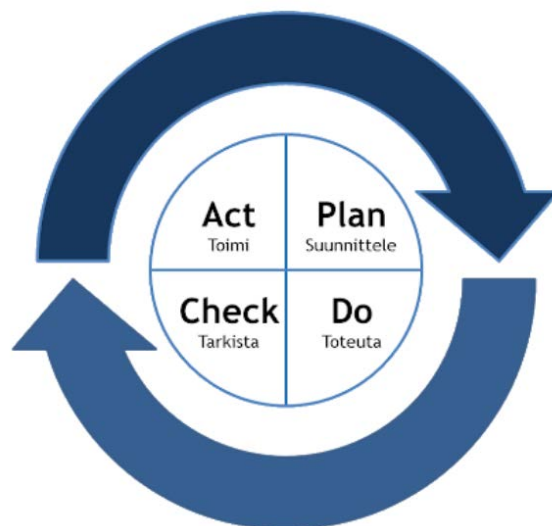 Act
Toimi
Plan
Suunnittele
Check
Tarkista
Do
Toteuta